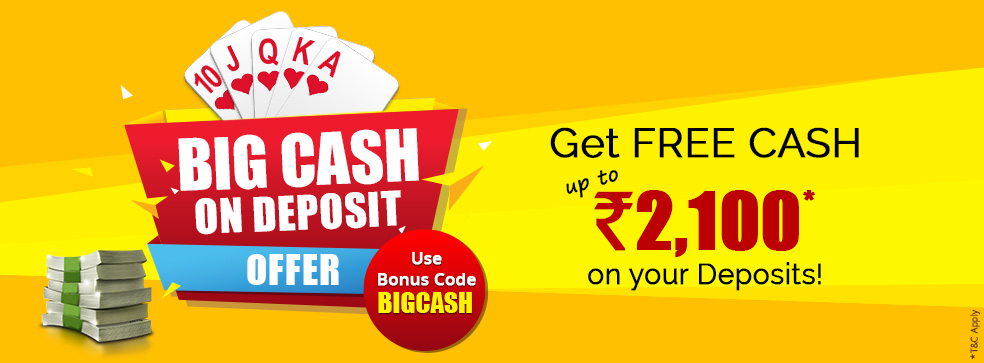 10 J Q K A
BIG CASH
ON DEPOSIT
OFFER
Use
Bonus Code
BIGCASH
Get FREE CASH
up to
₹2,100*
on your Deposits!
*T&C Apply